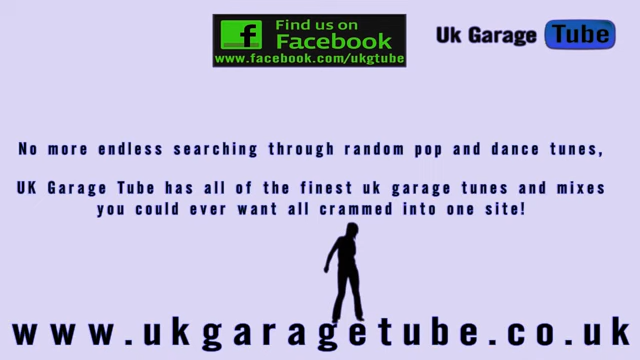 Find us on
Facebook
www.facebook.com/ukgtube
Uk Garage Tube
No more endless searching through random pop and dance tunes,
UK Garage Tube has all of the finest uk garage tunes and mixes
you could ever want all crammed into one site!
www.ukgaragetube.co.uk